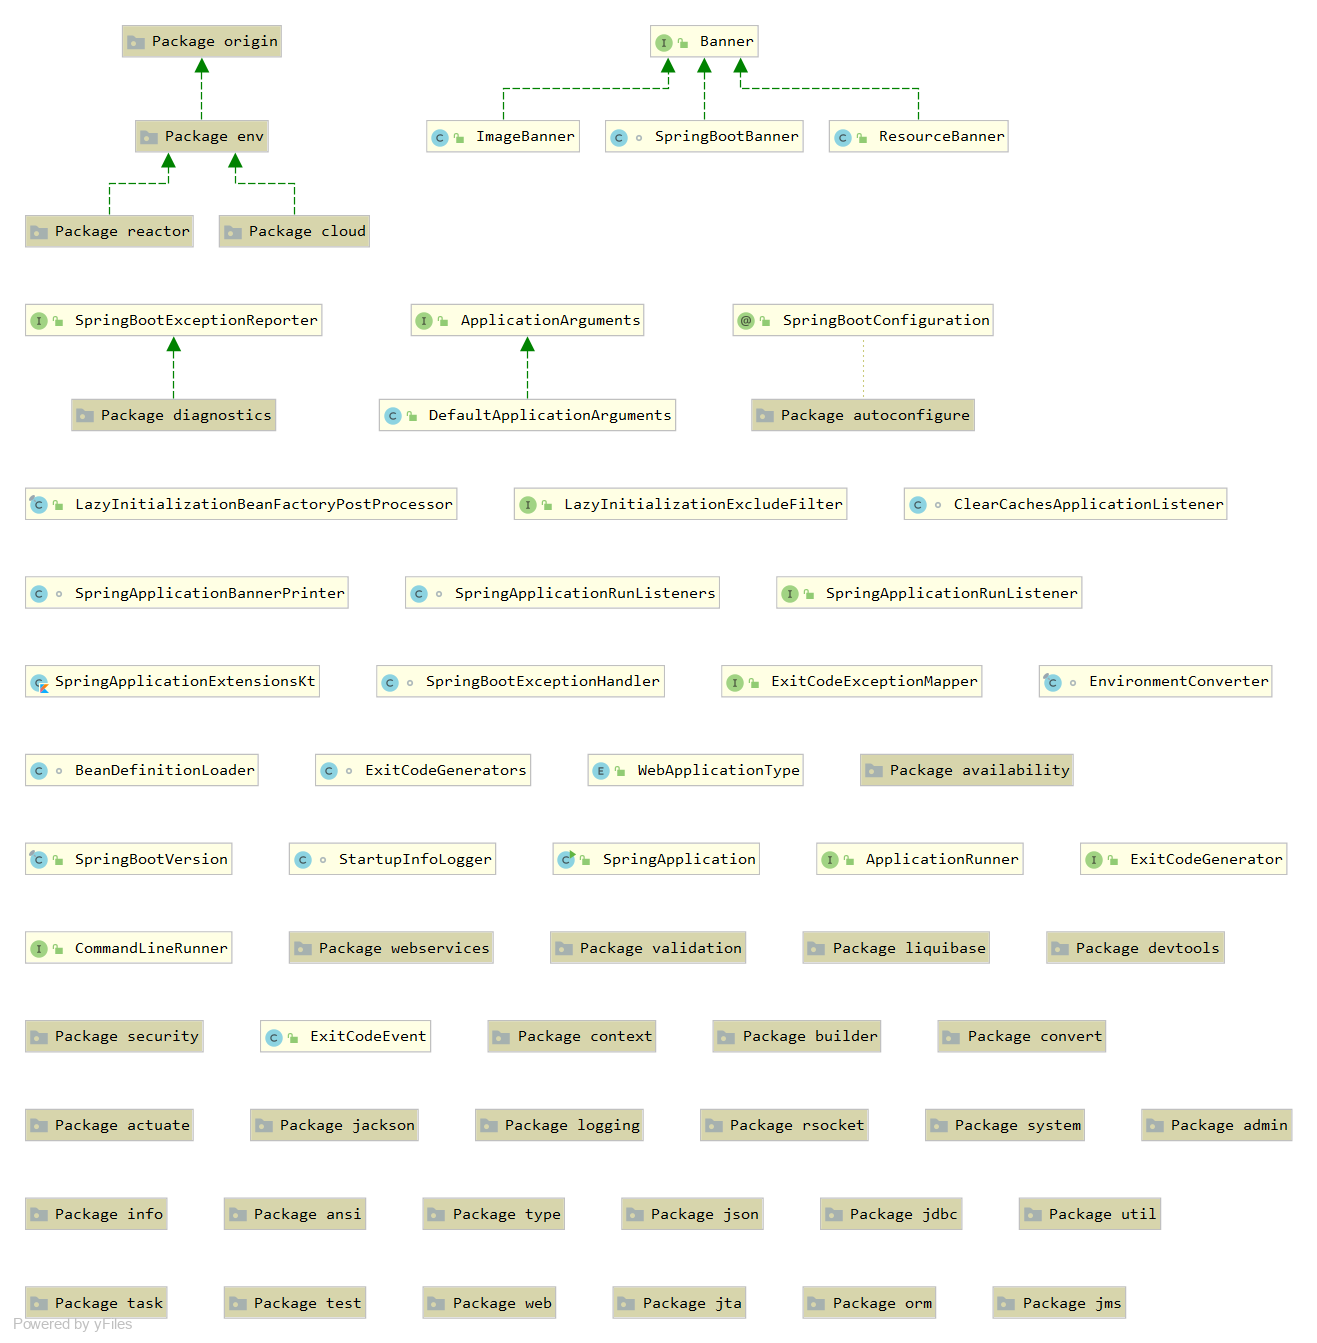 Package origin
Banner
Package env
ImageBanner
SpringBootBanner
ResourceBanner
Package reactor
Package cloud
SpringBootExceptionReporter
ApplicationArguments
SpringBootConfiguration
Package diagnostics
DefaultApplicationArguments
Package autoconfigure
LazyInitializationBeanFactoryPostProcessor
LazyInitializationExcludeFilter
ClearCachesApplicationListener
SpringApplicationBannerPrinter
SpringApplicationRunListeners
SpringApplicationRunListener
SpringApplicationExtensionsKt
SpringBootExceptionHandler
ExitCodeExceptionMapper
EnvironmentConverter
BeanDefinitionLoader
ExitCodeGenerators
WebApplicationType
Package availability
SpringBootVersion
StartupInfoLogger
SpringApplication
ApplicationRunner
ExitCodeGenerator
CommandLineRunner
Package webservices
Package validation
Package liquibase
Package devtools
Package security
ExitCodeEvent
Package context
Package builder
Package convert
Package actuate
Package jackson
Package logging
Package rsocket
Package system
Package admin
Package info
Package ansi
Package type
Package json
Package jdbc
Package util
Package task
Package test
Package web
Package jta
Package orm
Package jms
Powered by yFiles